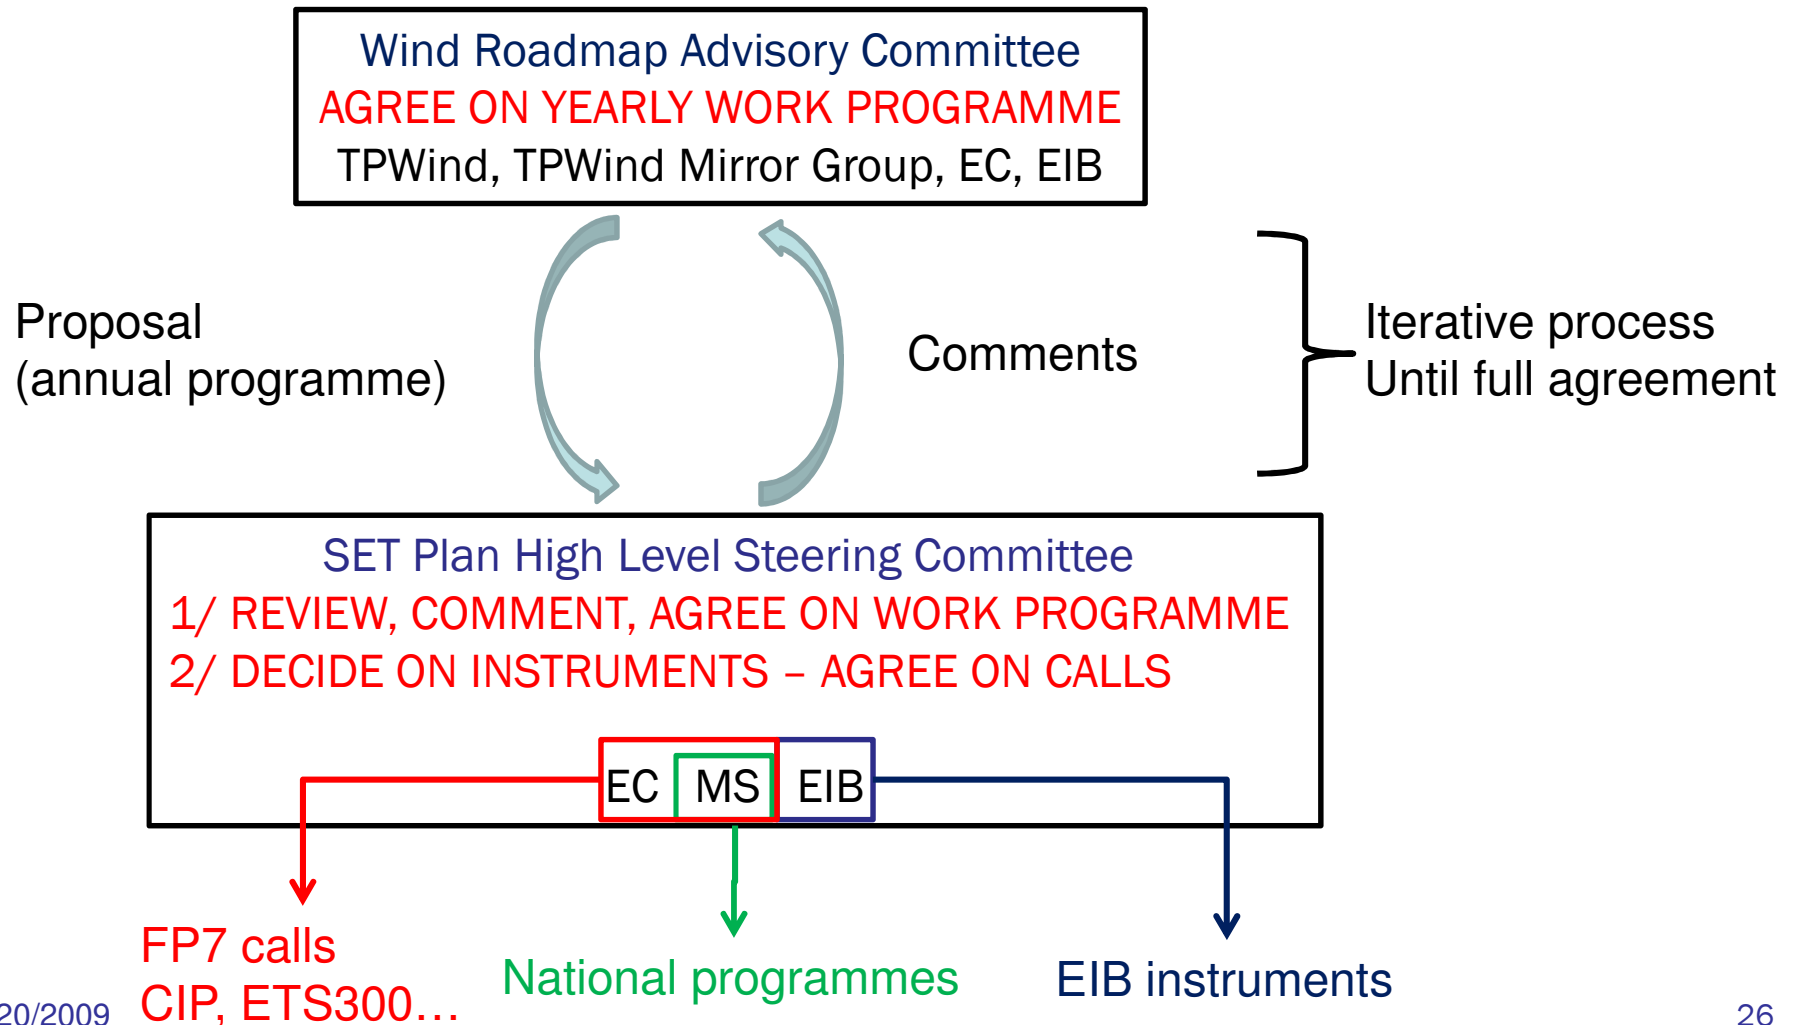 Wind Roadmap Advisory Committee
AGREE ON YEARLY WORK PROGRAMME
TPWind, TPWind Mirror Group, EC, EIB
Proposal
(annual programme)
Comments
Iterative process
Until full agreement
SET Plan High Level Steering Committee
1/ REVIEW, COMMENT, AGREE ON WORK PROGRAMME
2/ DECIDE ON INSTRUMENTS – AGREE ON CALLS
EC MS EIB
FP7 calls
CIP, ETS300…
National programmes
EIB instruments
20/2009
26